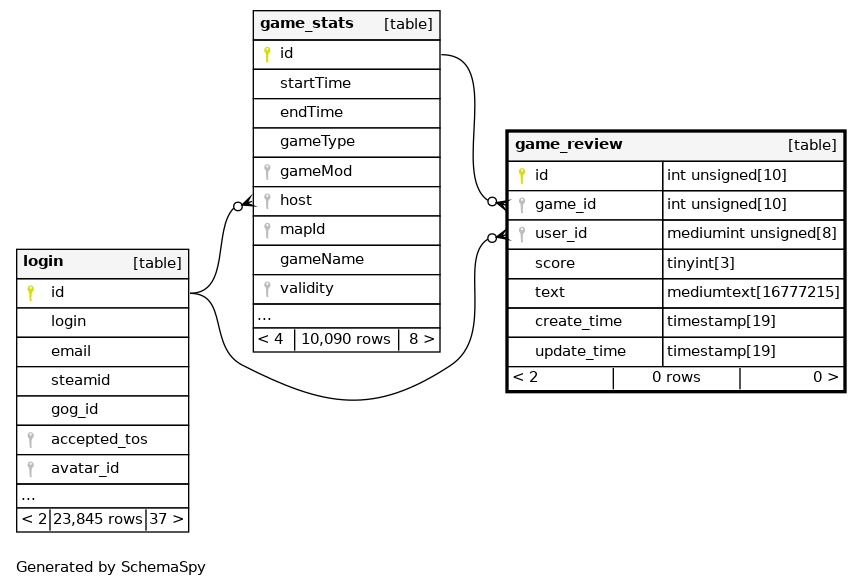 game_stats [table]
id
startTime
endTime
gameType
gameMod
host
mapId
gameName
validity
...
< 4 10,090 rows 8 >
game_review [table]
id int unsigned[10]
game_id int unsigned[10]
user_id mediumint unsigned[8]
score tinyint[3]
text mediumtext[16777215]
create_time timestamp[19]
update_time timestamp[19]
< 2 0 rows 0 >
login [table]
id
login
email
steamid
gog_id
accepted_tos
avatar_id
...
< 2 23,845 rows 37 >
Generated by SchemaSpy